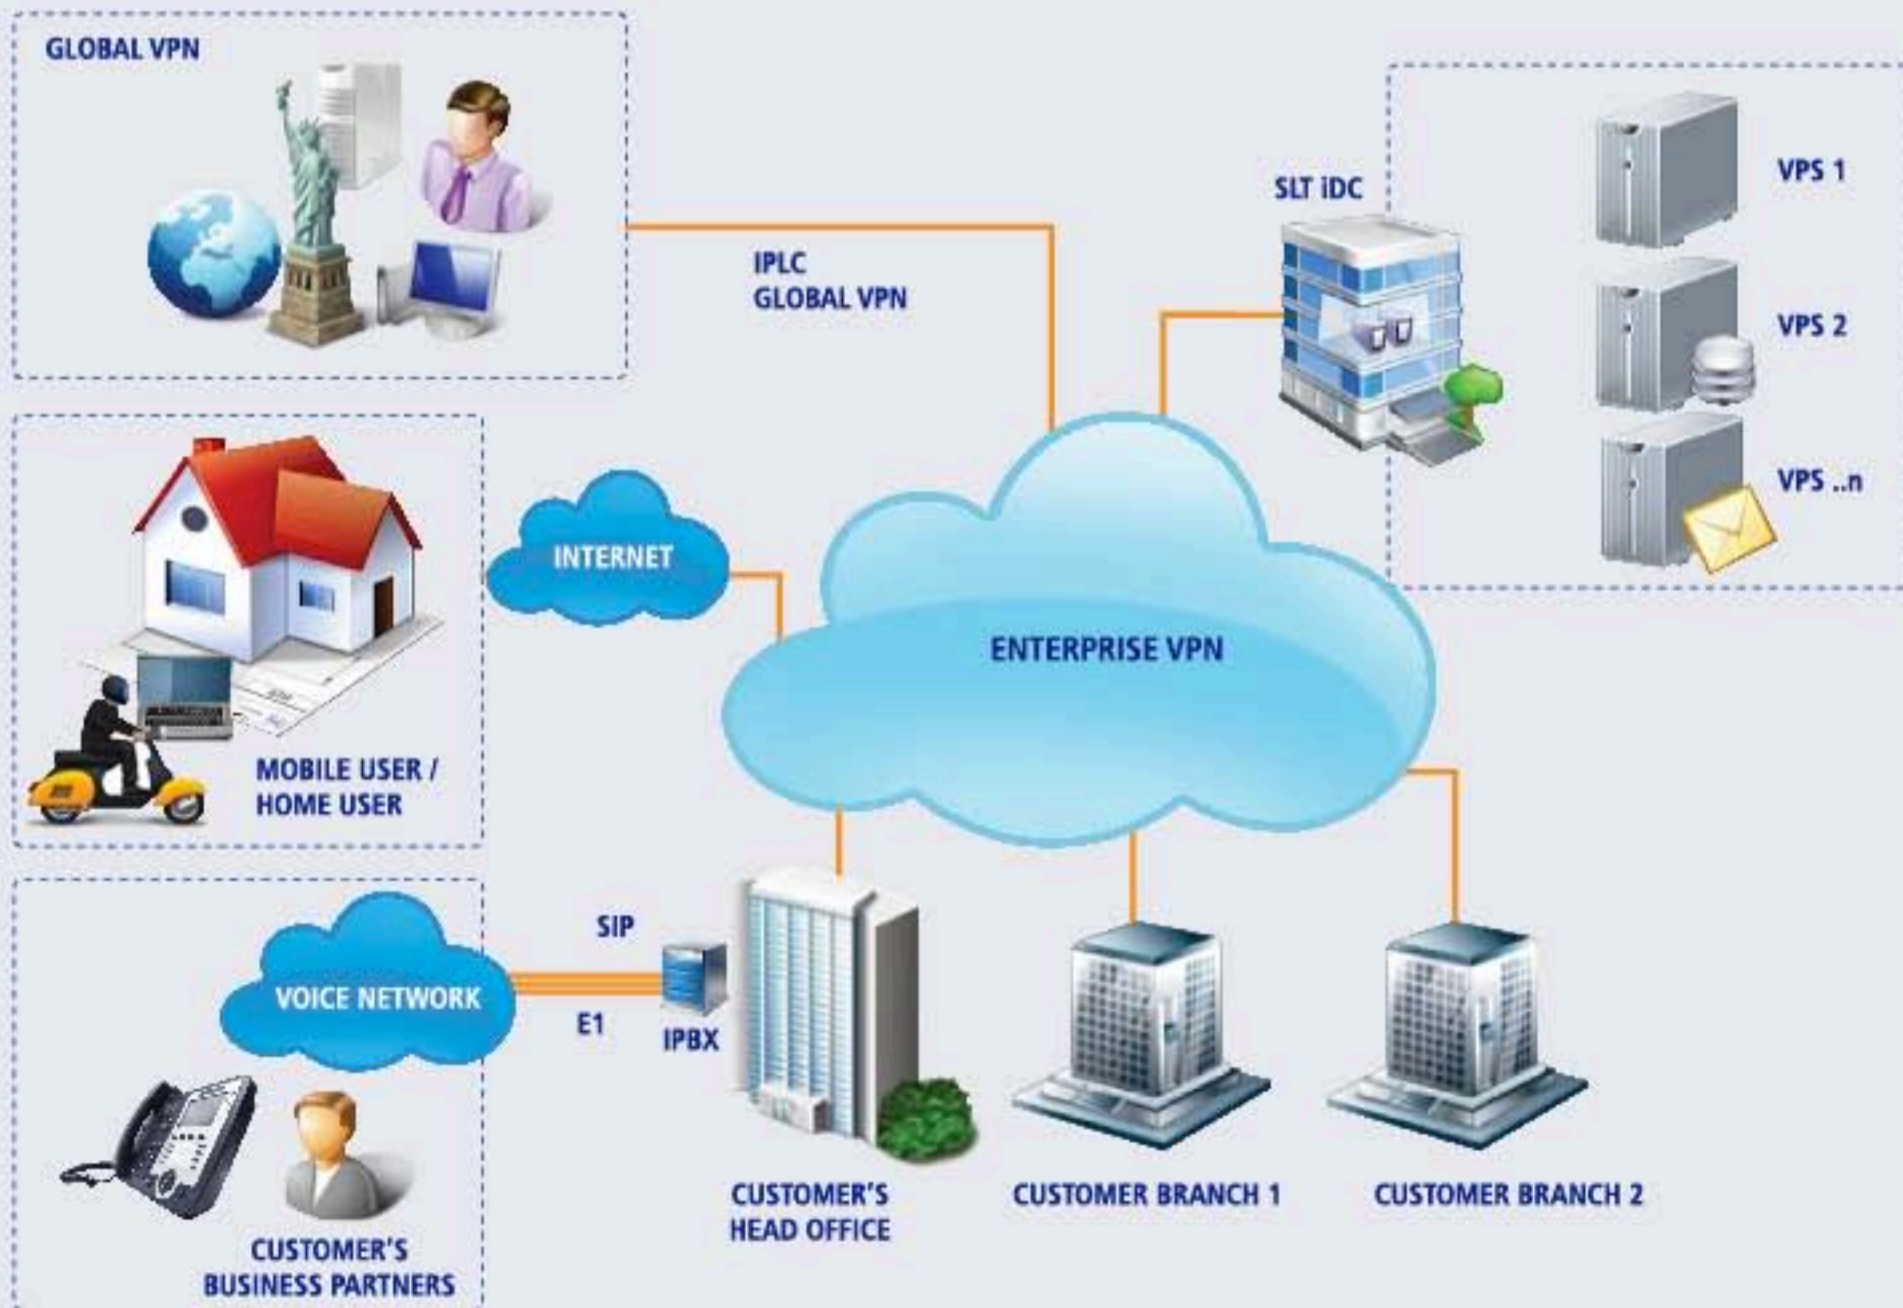 GLOBAL VPN
IPLC
GLOBAL VPN
SLT iDC
VPS 1
VPS 2
VPS ..n
INTERNET
ENTERPRISE VPN
MOBILE USER /
HOME USER
VOICE NETWORK
SIP
E1
IPBX
CUSTOMER'S
BUSINESS PARTNERS
CUSTOMER'S
HEAD OFFICE
CUSTOMER BRANCH 1
CUSTOMER BRANCH 2